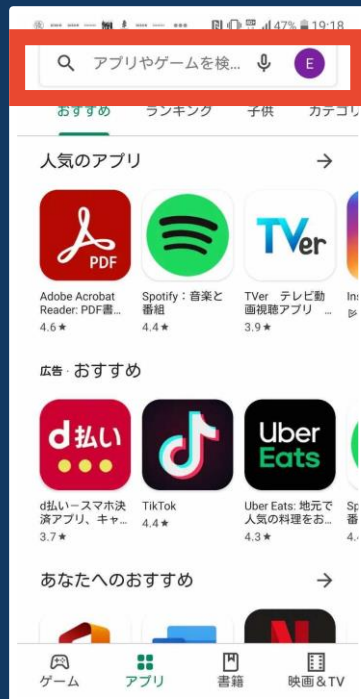 47% 19:18
アプリやゲームを検... E
おすすめ ランキング 子供 カテゴリ
人気のアプリ →
PDF TVer
Adobe Acrobat Spotify：音楽と TVer テレビ動 Ins
Reader: PDF書... 番組 画視聴アプリ ...
4.6★ 4.4★ 3.9★
広告・おすすめ
d払い Uber
Eats
d払い－スマホ決 TikTok Uber Eats: 地元で Sp
済アプリ、キャ... 4.4★ 人気の料理をお... 番
3.7★ 4.3★ 4.
あなたへのおすすめ →
ゲーム アプリ 書籍 映画＆TV